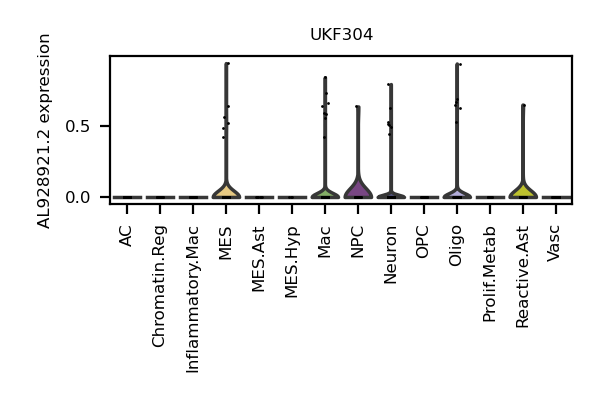 UKF304
AL928921.2 expression
0.5
0.0
AC
Chromatin.Reg
Inflammatory.Mac
MES
MES.Ast
MES.Hyp
Mac
NPC
Neuron
OPC
Oligo
Prolif.Metab
Reactive.Ast
Vasc